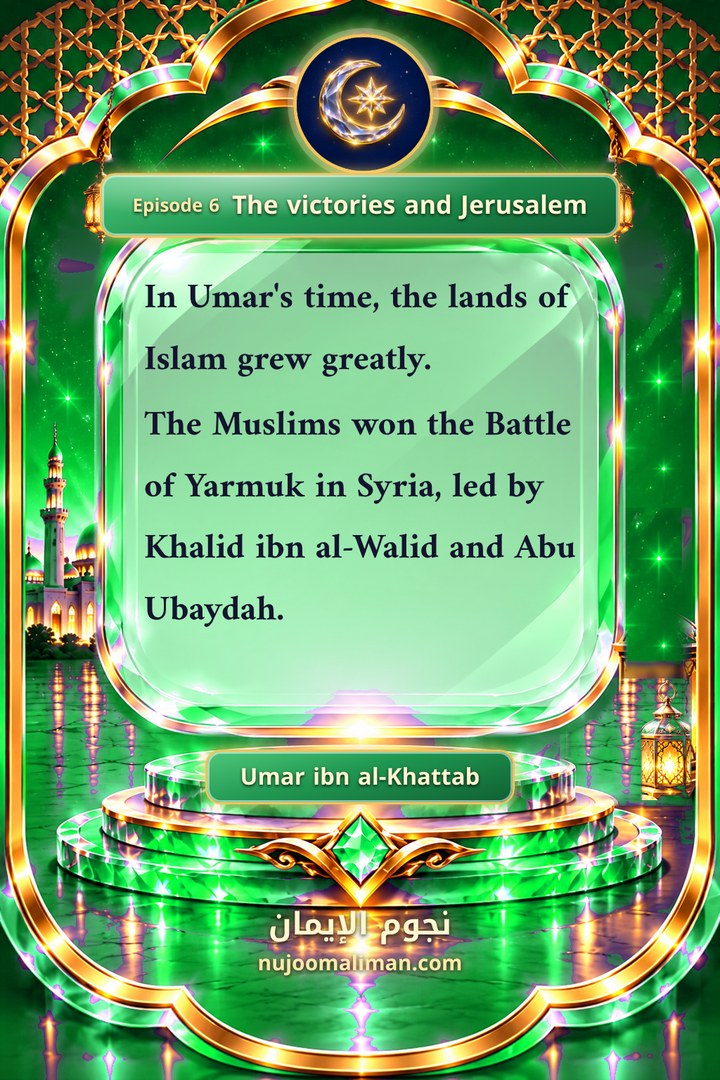 Episode 6 The victories and Jerusalem
In Umar's time, the lands of
Islam grew greatly.
The Muslims won the Battle
of Yarmuk in Syria, led by
Khalid ibn al-Walid and Abu
Ubaydah.
Umar ibn al-Khattab
نجوم الإيمان
nujoomaliman.com